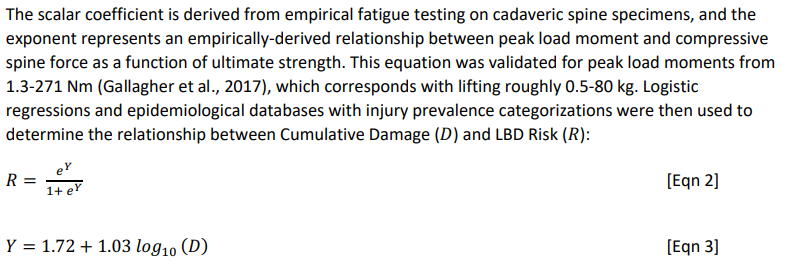 The scalar coefficient is derived from empirical fatigue testing on cadaveric spine specimens, and the
exponent represents an empirically-derived relationship between peak load moment and compressive
spine force as a function of ultimate strength. This equation was validated for peak load moments from
1.3-271 Nm (Gallagher et al., 2017), which corresponds with lifting roughly 0.5-80 kg. Logistic
regressions and epidemiological databases with injury prevalence categorizations were then used to
determine the relationship between Cumulative Damage (D) and LBD Risk (R):
R = e^Y / 1+ e^Y [Eqn 2]
Y = 1.72 + 1.03 log₁₀ (D) [Eqn 3]